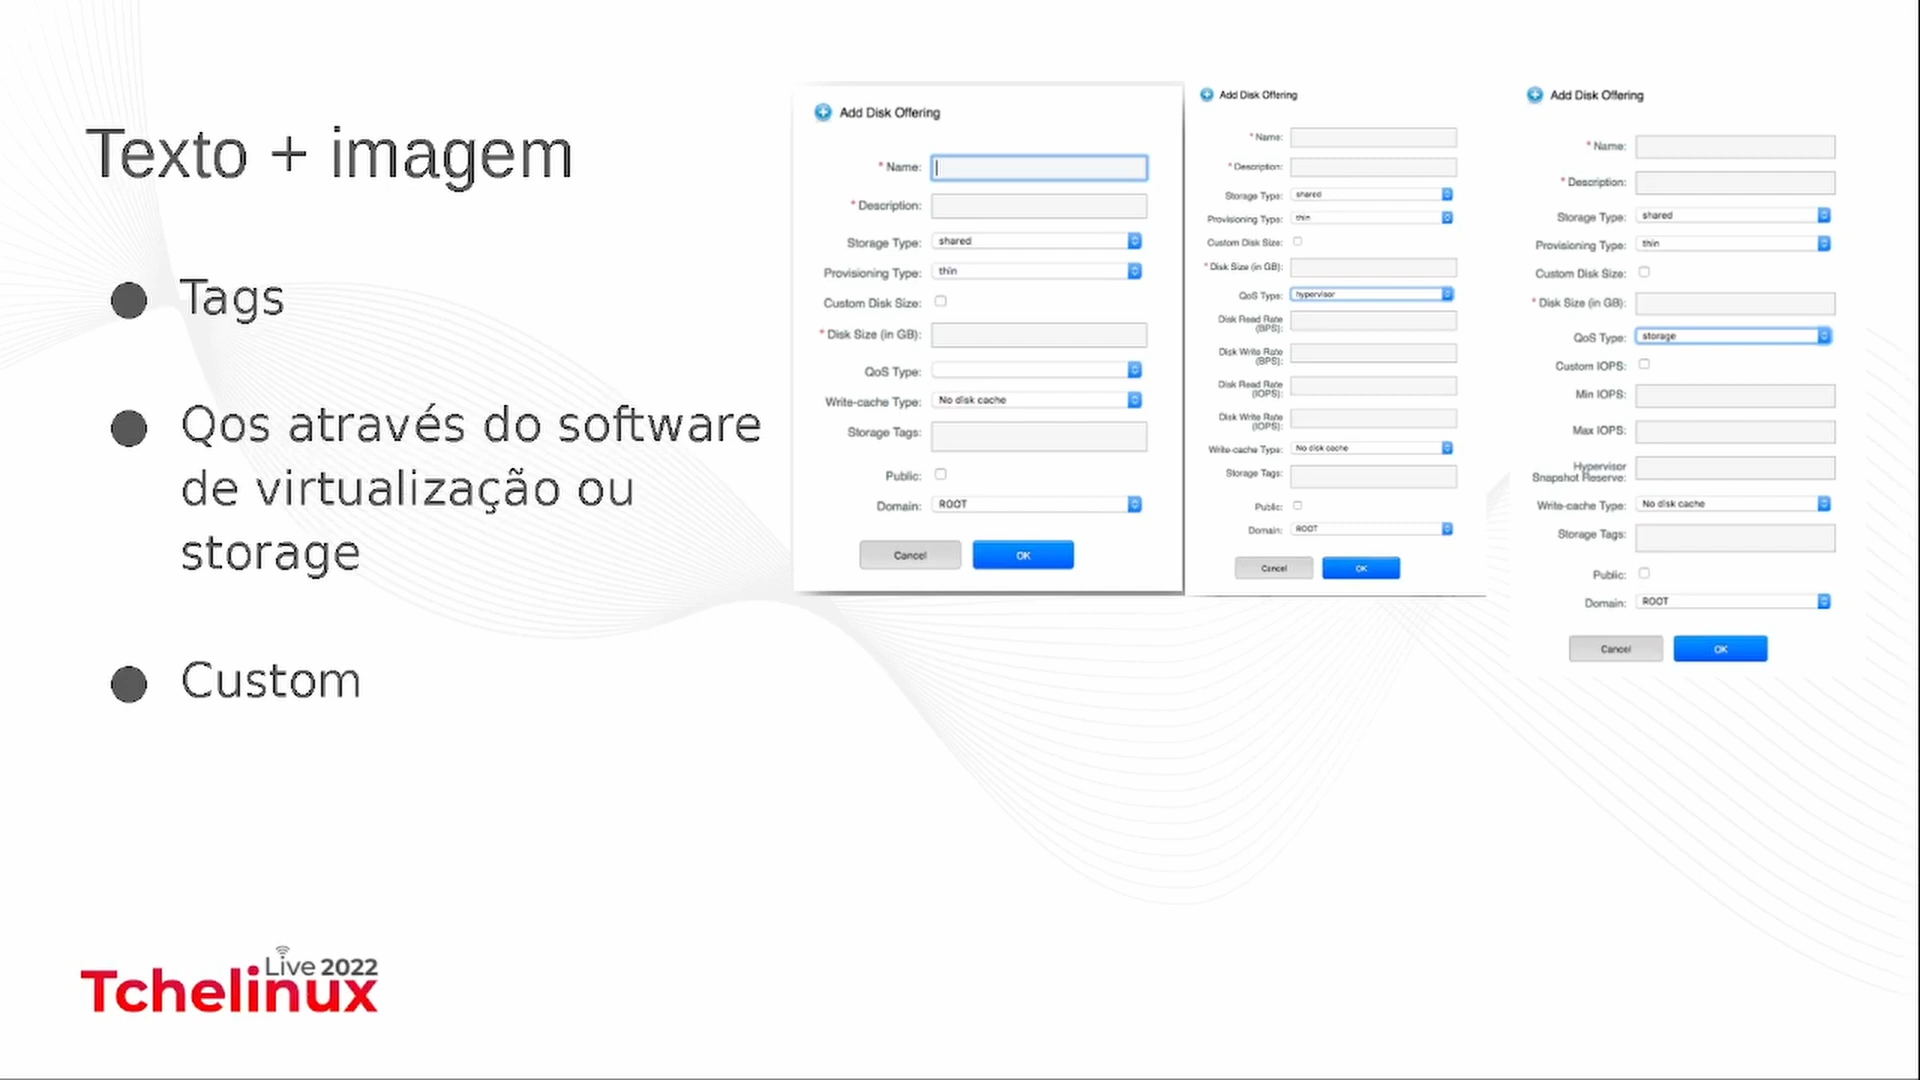 Texto + imagem
Tags
Qos através do software
de virtualização ou
storage
Custom
Add Disk Offering
* Name:
* Description:
Storage Type: shared
Provisioning Type: thin
Custom Disk Size:
* Disk Size (in GB):
QoS Type:
Write-cache Type: No disk cache
Storage Tags:
Public:
Domain: ROOT
Cancel OK
Add Disk Offering
* Name:
* Description:
Storage Type: shared
Provisioning Type: thin
Custom Disk Size:
* Disk Size (in GB):
QoS Type: hypervisor
Disk Read Rate
(BPS):
Disk Write Rate
(BPS):
Disk Read Rate
(IOPS):
Disk Write Rate
(IOPS):
Write-cache Type: No disk cache
Storage Tags:
Public:
Domain: ROOT
Cancel OK
Add Disk Offering
* Name:
* Description:
Storage Type: shared
Provisioning Type: thin
Custom Disk Size:
* Disk Size (in GB):
QoS Type: storage
Custom IOPS:
Min IOPS:
Max IOPS:
Hypervisor
Snapshot Reserve:
Write-cache Type: No disk cache
Storage Tags:
Public:
Domain: ROOT
Cancel OK
Live 2022
Tchelinux